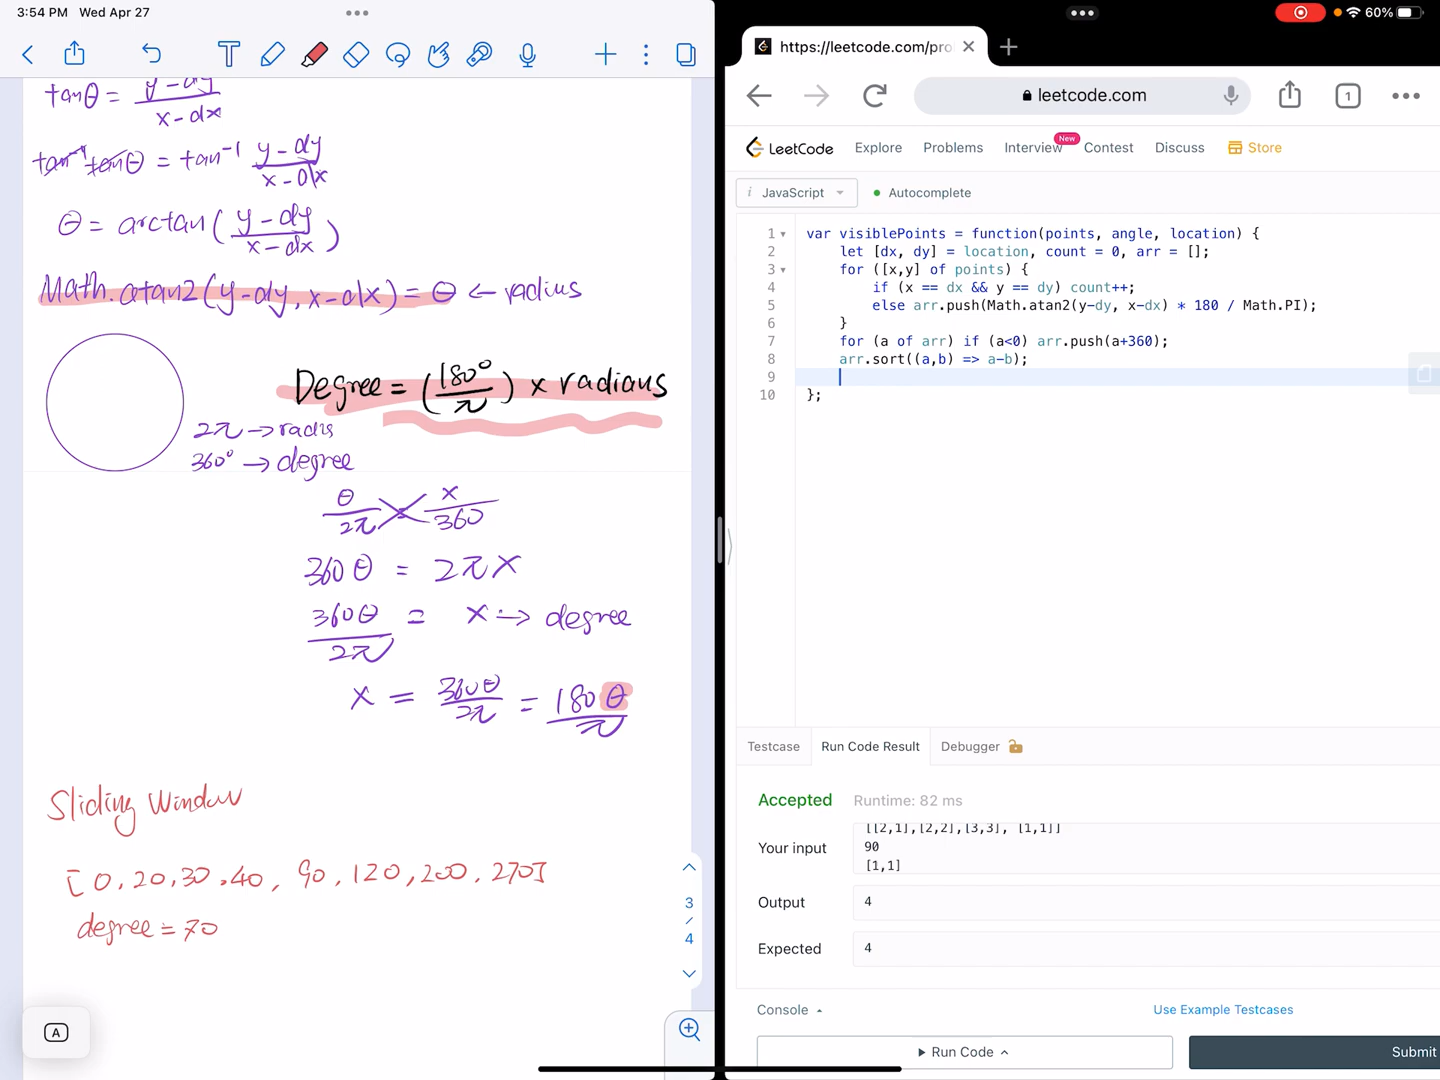 3:54 PM Wed Apr 27
tanθ = y-dy / x-dx
tan⁻¹ tanθ = tan⁻¹ y-dy / x-dx
θ = arctan( y-dy / x-dx )
Math.atan2(y-dy, x-dx) = θ ← radius
Degree = (180° / π) × radians
2π → radis
360° → degree
θ / 2π = x / 360
360θ = 2πx
360θ / 2π = x → degree
x = 360θ / 2π = 180θ / π
Sliding Window
[0, 20, 30, 40, 90, 120, 200, 270]
degree = 70
3 / 4
A
60%
https://leetcode.com/pro
leetcode.com
1
LeetCode Explore Problems Interview New Contest Discuss Store
i JavaScript Autocomplete
1 var visiblePoints = function(points, angle, location) {
2 let [dx, dy] = location, count = 0, arr = [];
3 for ([x,y] of points) {
4 if (x == dx && y == dy) count++;
5 else arr.push(Math.atan2(y-dy, x-dx) * 180 / Math.PI);
6 }
7 for (a of arr) if (a<0) arr.push(a+360);
8 arr.sort((a,b) => a-b);
9
10 };
Testcase Run Code Result Debugger
Accepted Runtime: 82 ms
Your input
[[2,1],[2,2],[3,3], [1,1]]
90
[1,1]
Output 4
Expected 4
Console Use Example Testcases
Run Code Submit